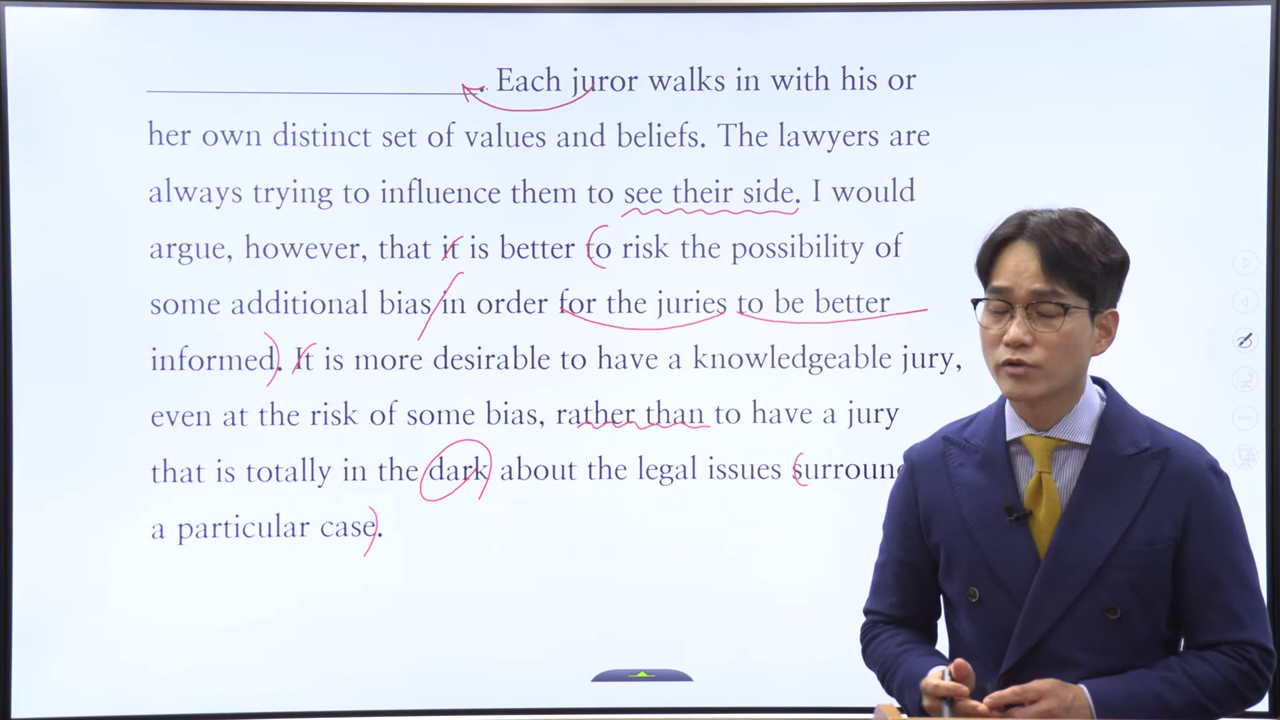 . Each juror walks in with his or
her own distinct set of values and beliefs. The lawyers are
always trying to influence them to see their side. I would
argue, however, that it is better to risk the possibility of
some additional bias in order for the juries to be better
informed. It is more desirable to have a knowledgeable jury,
even at the risk of some bias, rather than to have a jury
that is totally in the dark about the legal issues
a particular case.